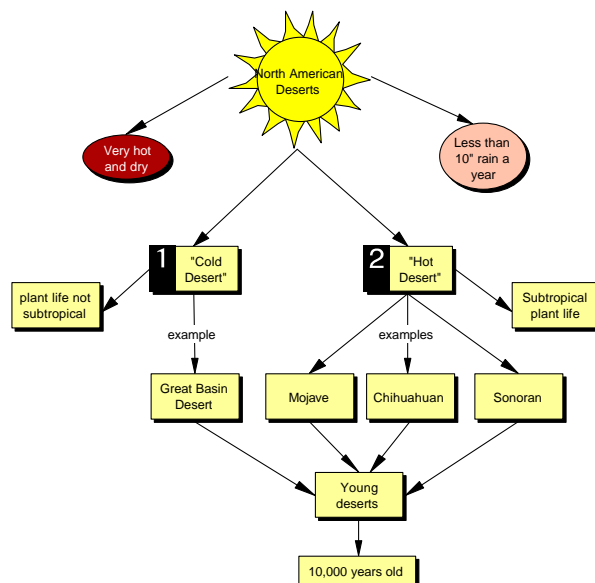 North American
Deserts
Very hot
and dry
Less than
10" rain a
year
1
"Cold
Desert"
2
"Hot
Desert"
plant life not
subtropical
Subtropical
plant life
example
examples
Great Basin
Desert
Mojave
Chihuahuan
Sonoran
Young
deserts
10,000 years old